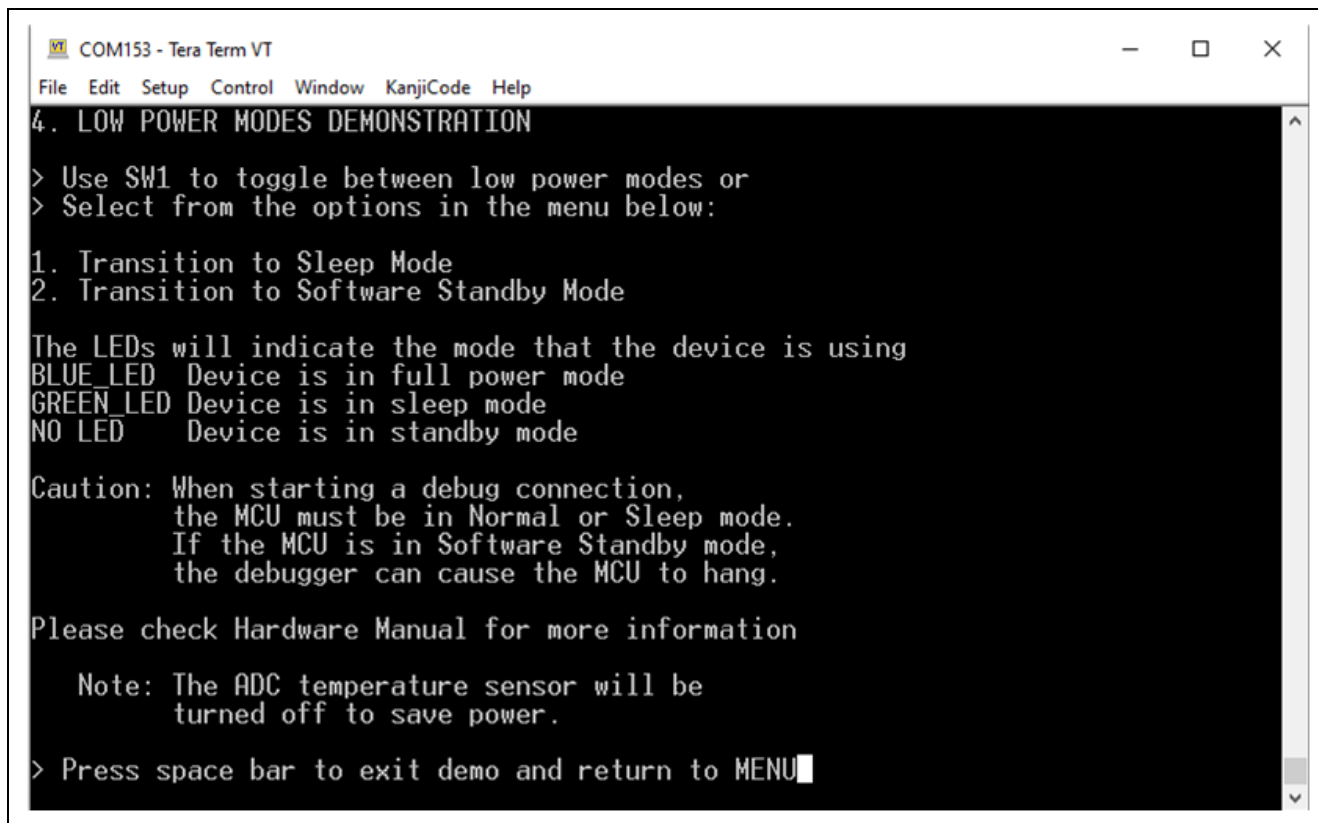 COM153 - Tera Term VT
File Edit Setup Control Window KanjiCode Help
4. LOW POWER MODES DEMONSTRATION
> Use SW1 to toggle between low power modes or
> Select from the options in the menu below:
1. Transition to Sleep Mode
2. Transition to Software Standby Mode
The LEDs will indicate the mode that the device is using
BLUE_LED  Device is in full power mode
GREEN_LED Device is in sleep mode
NO LED    Device is in standby mode
Caution: When starting a debug connection,
         the MCU must be in Normal or Sleep mode.
         If the MCU is in Software Standby mode,
         the debugger can cause the MCU to hang.
Please check Hardware Manual for more information
   Note: The ADC temperature sensor will be
         turned off to save power.
> Press space bar to exit demo and return to MENU